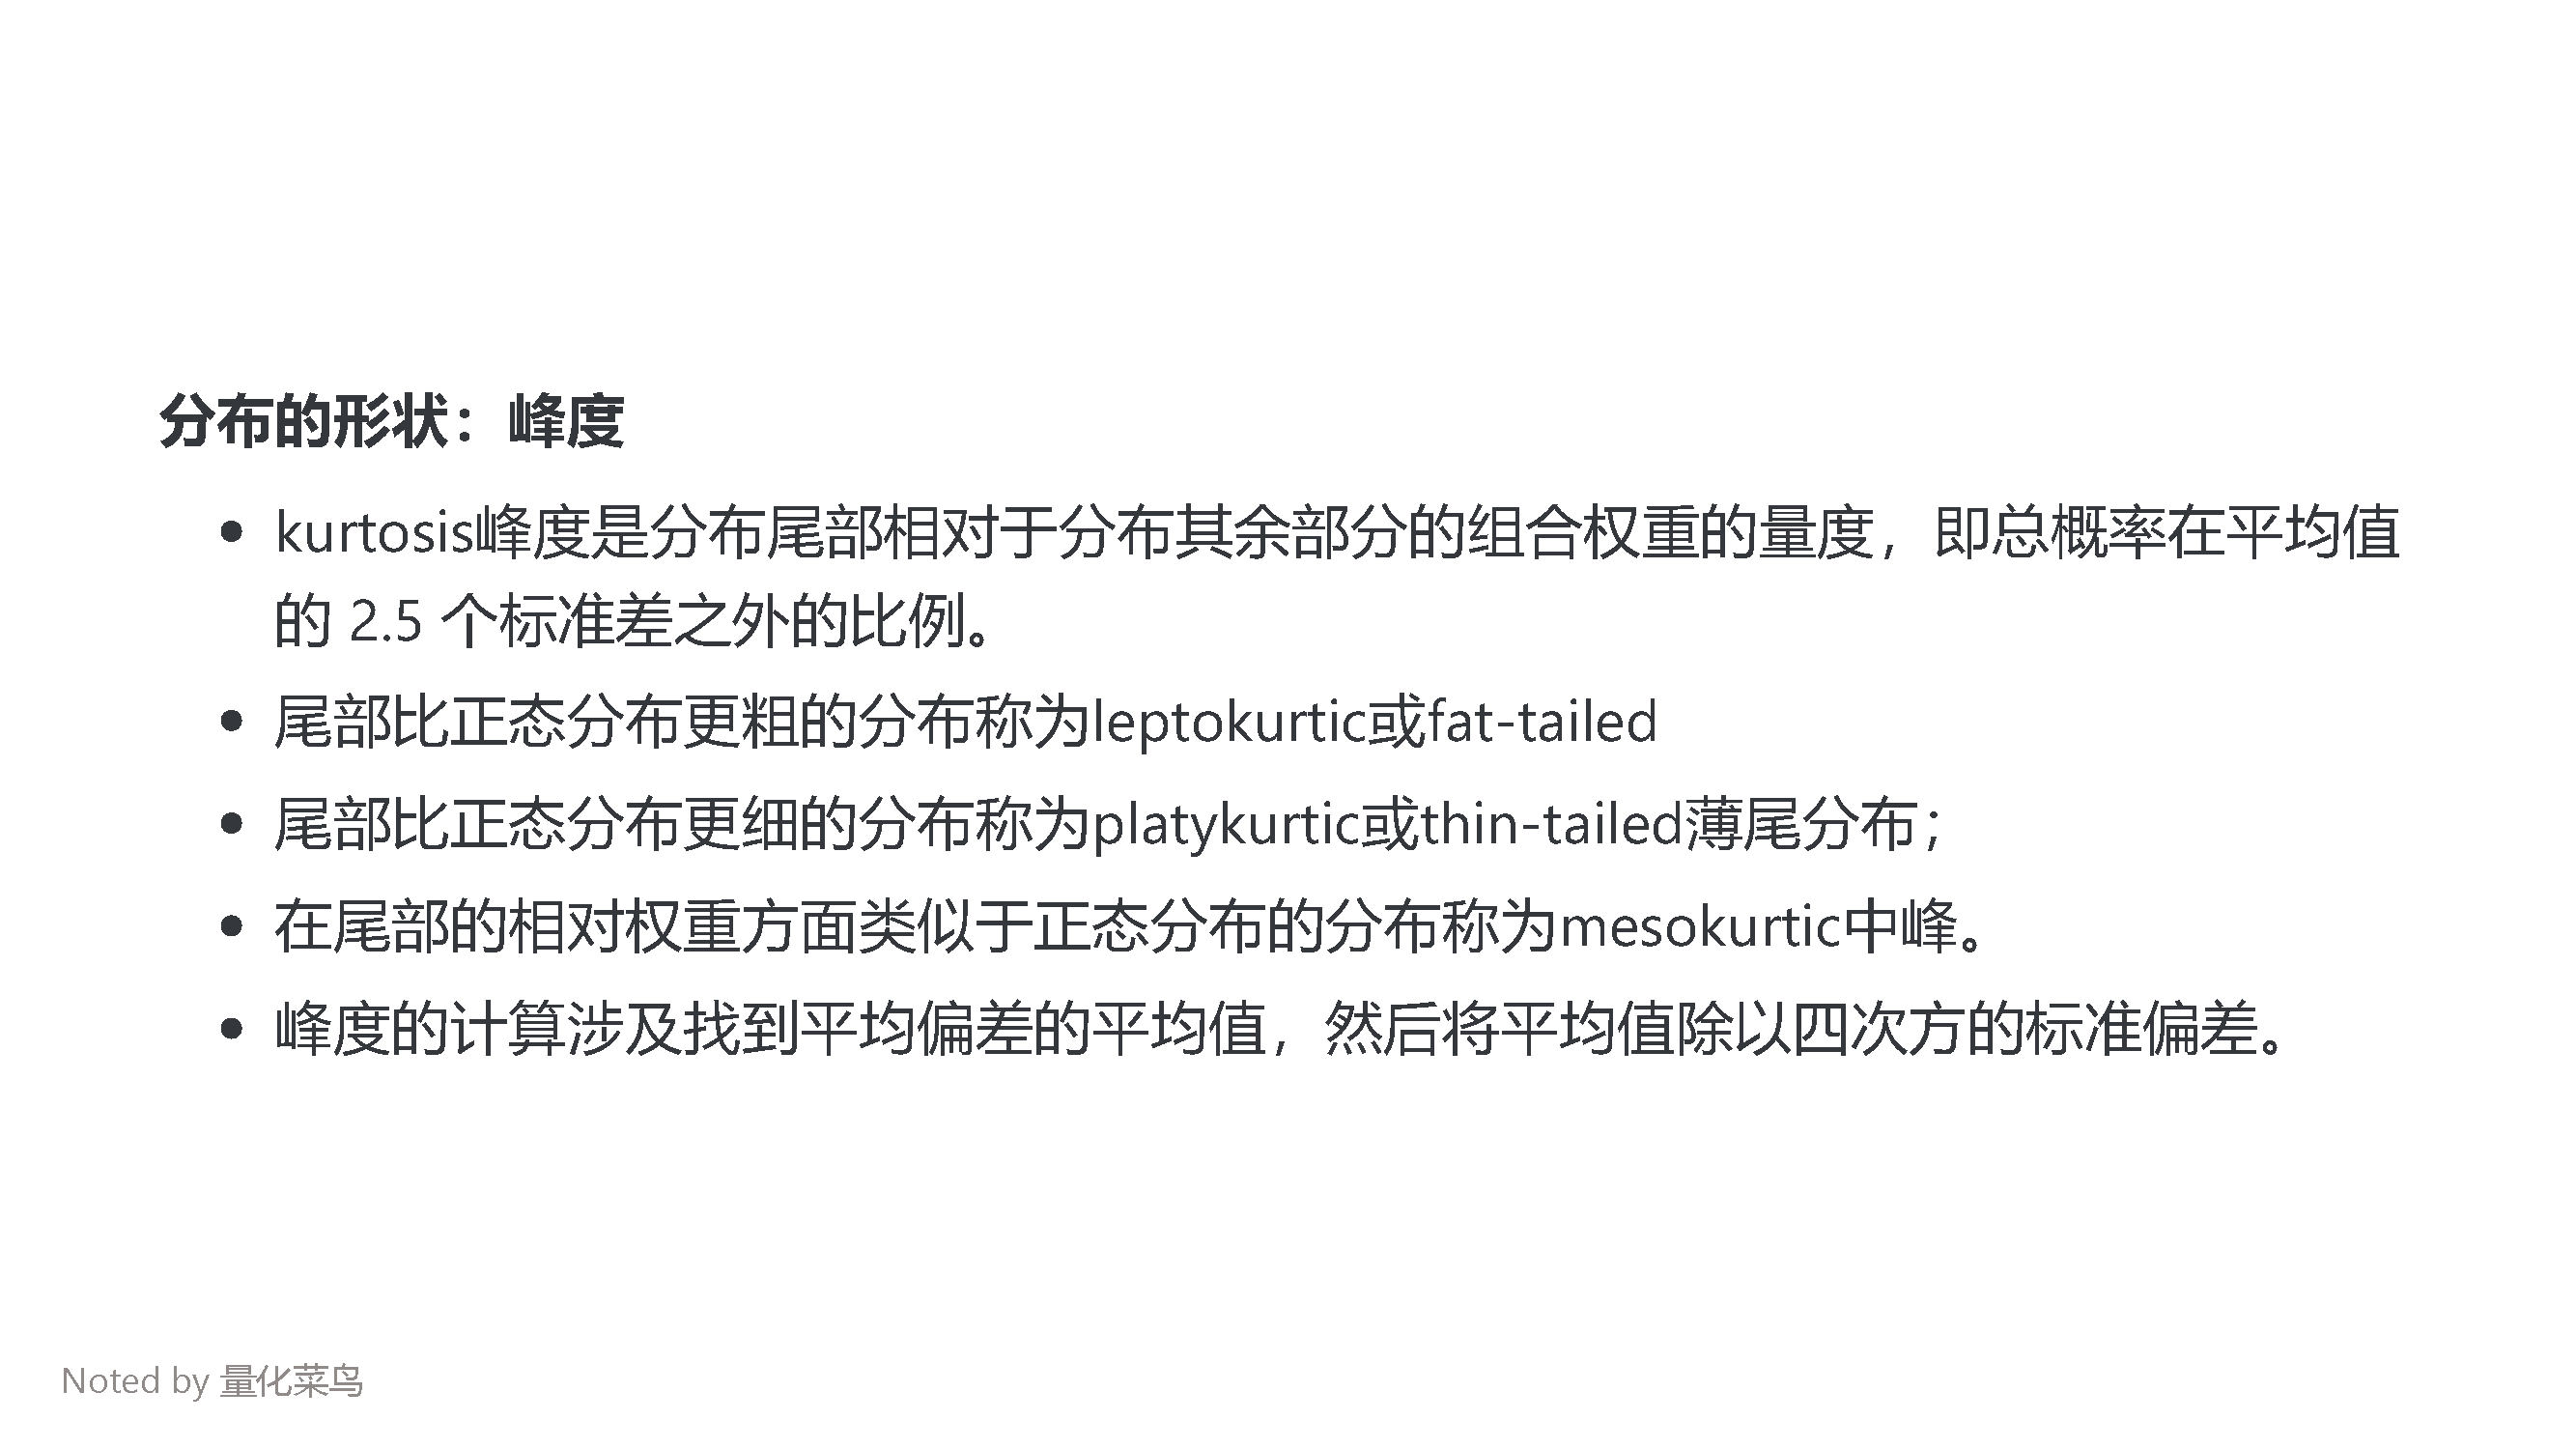 分布的形状：峰度
• kurtosis峰度是分布尾部相对于分布其余部分的组合权重的量度，即总概率在平均值
的 2.5 个标准差之外的比例。
• 尾部比正态分布更粗的分布称为leptokurtic或fat-tailed
• 尾部比正态分布更细的分布称为platykurtic或thin-tailed薄尾分布；
• 在尾部的相对权重方面类似于正态分布的分布称为mesokurtic中峰。
• 峰度的计算涉及找到平均偏差的平均值，然后将平均值除以四次方的标准偏差。
Noted by 量化菜鸟